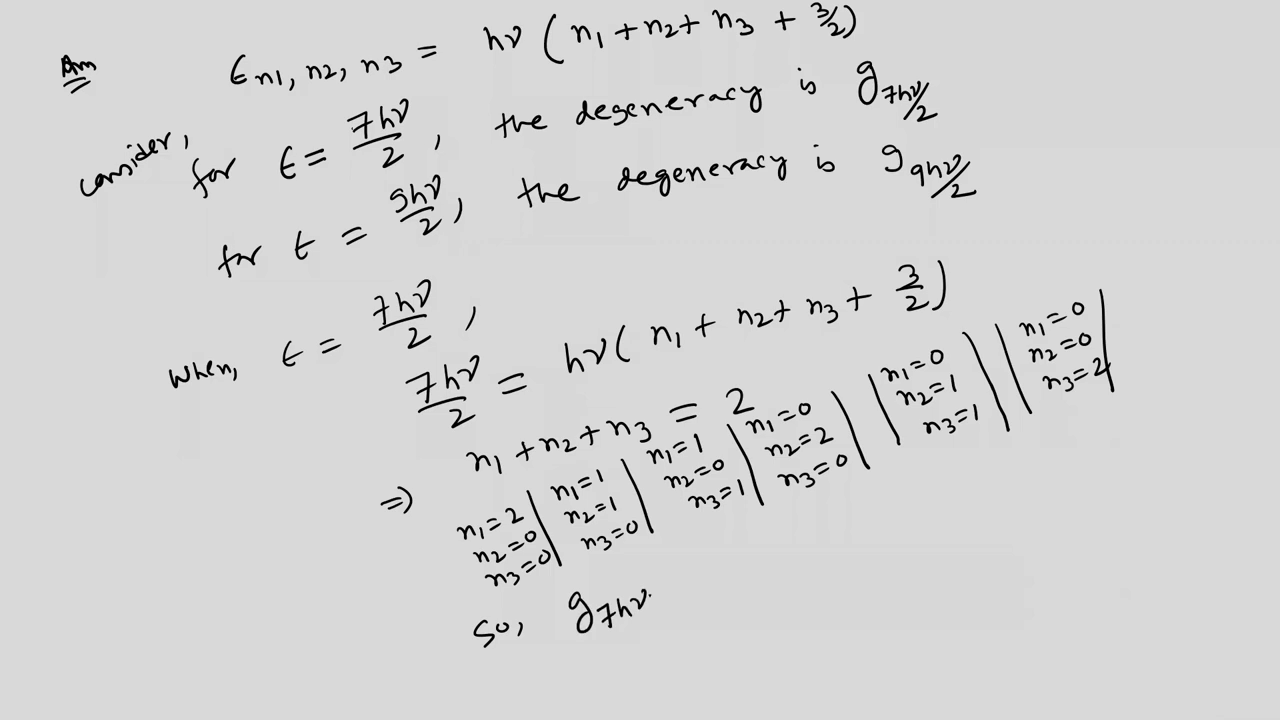 Ans
ϵn1, n2, n3 = hν ( n1 + n2 + n3 + 3/2)
consider,
for ϵ = 7hν/2, the degeneracy is g7hν/2
for ϵ = 9hν/2, the degeneracy is g9hν/2
when, ϵ = 7hν/2,
7hν/2 = hν( n1 + n2 + n3 + 3/2)
⇒ n1 + n2 + n3 = 2
n1=2 | n1=1 | n1=1 | n1=0 | n1=0 | n1=0 |
n2=0 | n2=1 | n2=0 | n2=2 | n2=1 | n2=0 |
n3=0 | n3=0 | n3=1 | n3=0 | n3=1 | n3=2 |
so, g7hν